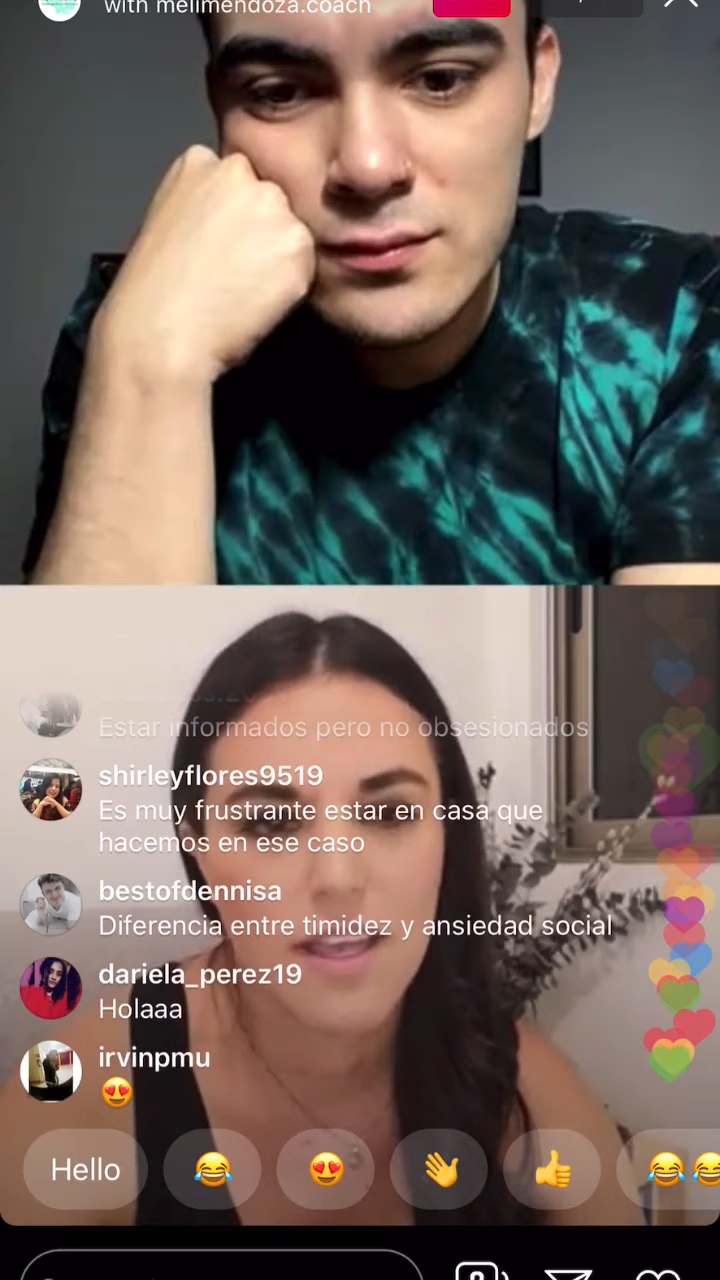 with melimendoza.coach
Estar informados pero no obsesionados
shirleyflores9519
Es muy frustrante estar en casa que
hacemos en ese caso
bestofdennisa
Diferencia entre timidez y ansiedad social
dariela_perez19
Holaaa
irvinpmu
😍
Hello 😂 😍 👋 👍 😂😂